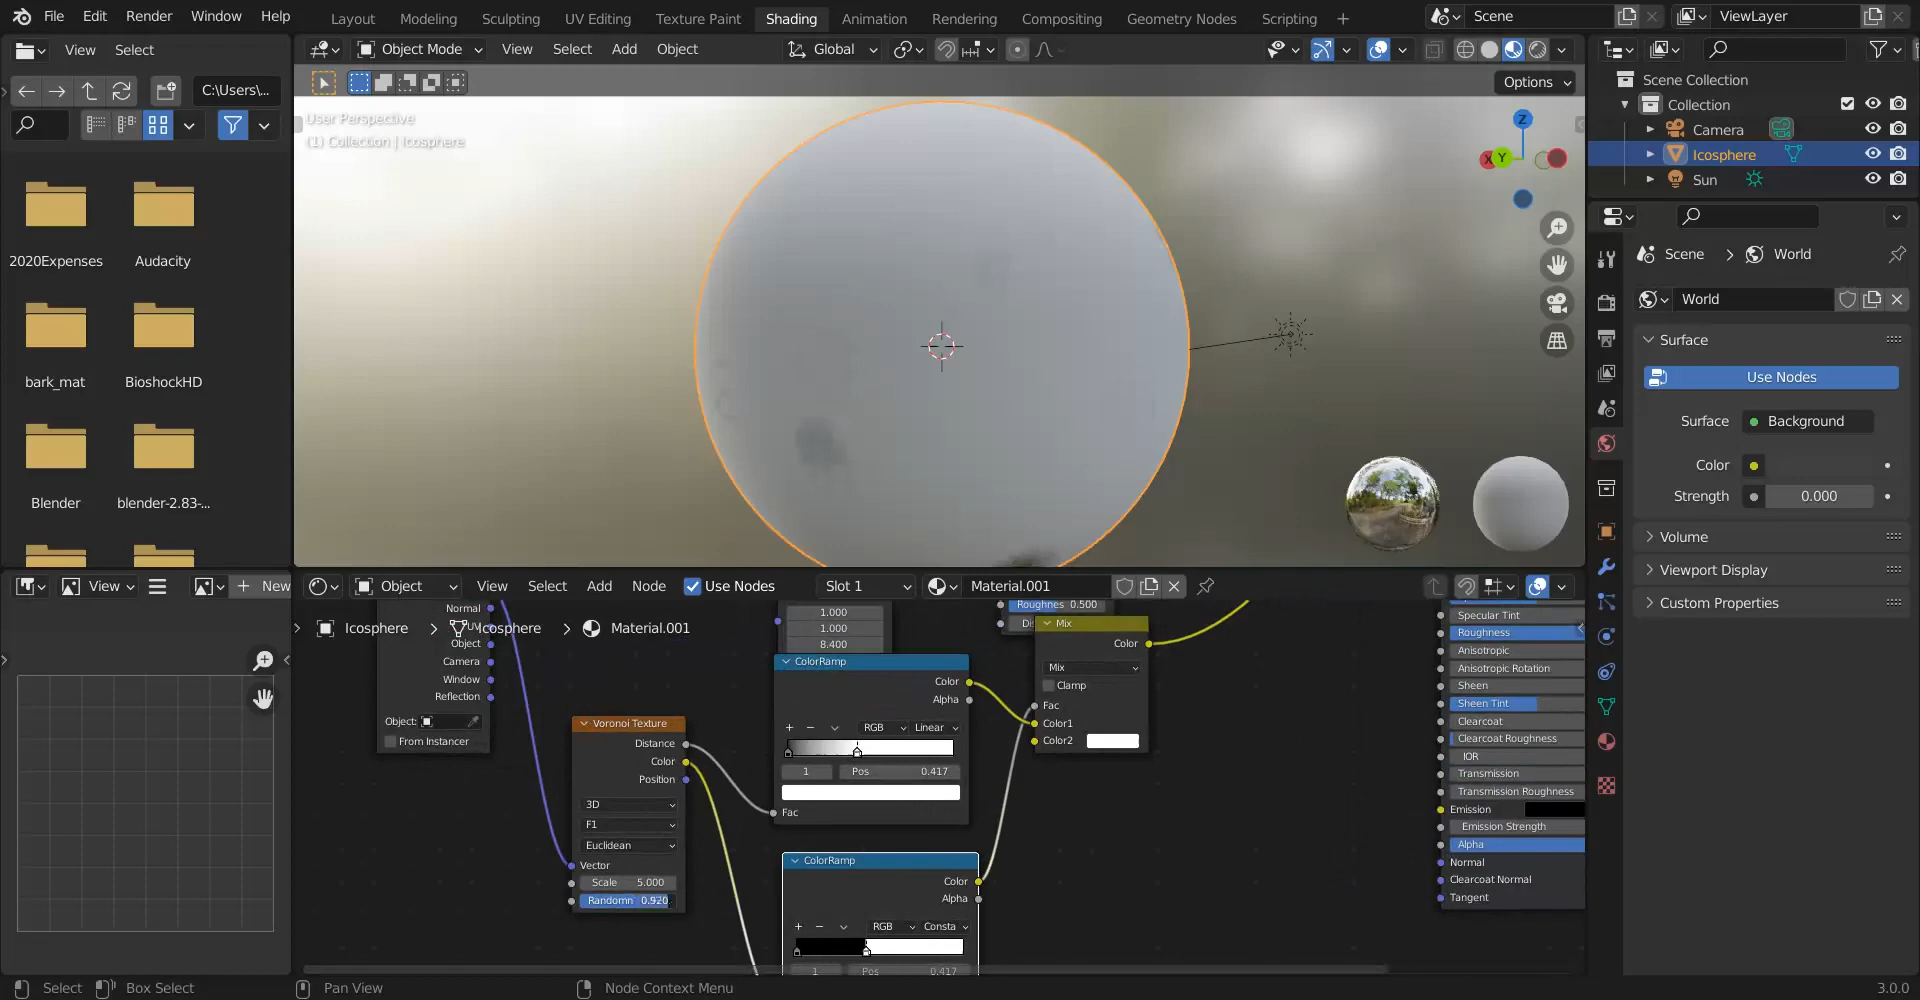 File Edit Render Window Help Layout Modeling Sculpting UV Editing Texture Paint Shading Animation Rendering Compositing Geometry Nodes Scripting + Scene ViewLayer
View Select Object Mode View Select Add Object Global
C:\Users\... Options
User Perspective
(1) Collection | Icosphere
Z
X Y
Scene Collection
Collection
Camera
Icosphere
Sun
2020Expenses Audacity
bark_mat BioshockHD
Blender blender-2.83-...
Scene > World
World
Surface
Use Nodes
Surface Background
Color
Strength 0.000
Volume
Viewport Display
Custom Properties
View + New Object View Select Add Node Use Nodes Slot 1 Material.001
Icosphere > Icosphere > Material.001
Normal
UV
Object
Camera
Window
Reflection
Object:
From Instancer
Voronoi Texture
Distance
Color
Position
3D
F1
Euclidean
Vector
Scale 5.000
Randomn 0.920
1.000
1.000
8.400
ColorRamp
Color
Alpha
+ − RGB Linear
1 Pos 0.417
Fac
ColorRamp
Color
Alpha
+ − RGB Consta
1 Pos 0.417
Roughnes 0.500
Di
Mix
Color
Mix
Clamp
Fac
Color1
Color2
Specular Tint
Roughness
Anisotropic
Anisotropic Rotation
Sheen
Sheen Tint
Clearcoat
Clearcoat Roughness
IOR
Transmission
Transmission Roughness
Emission
Emission Strength
Alpha
Normal
Clearcoat Normal
Tangent
Select Box Select Pan View Node Context Menu 3.0.0